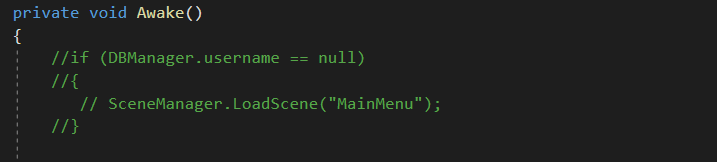 private void Awake()
{
//if (DBManager.username == null)
//{
// SceneManager.LoadScene("MainMenu");
//}